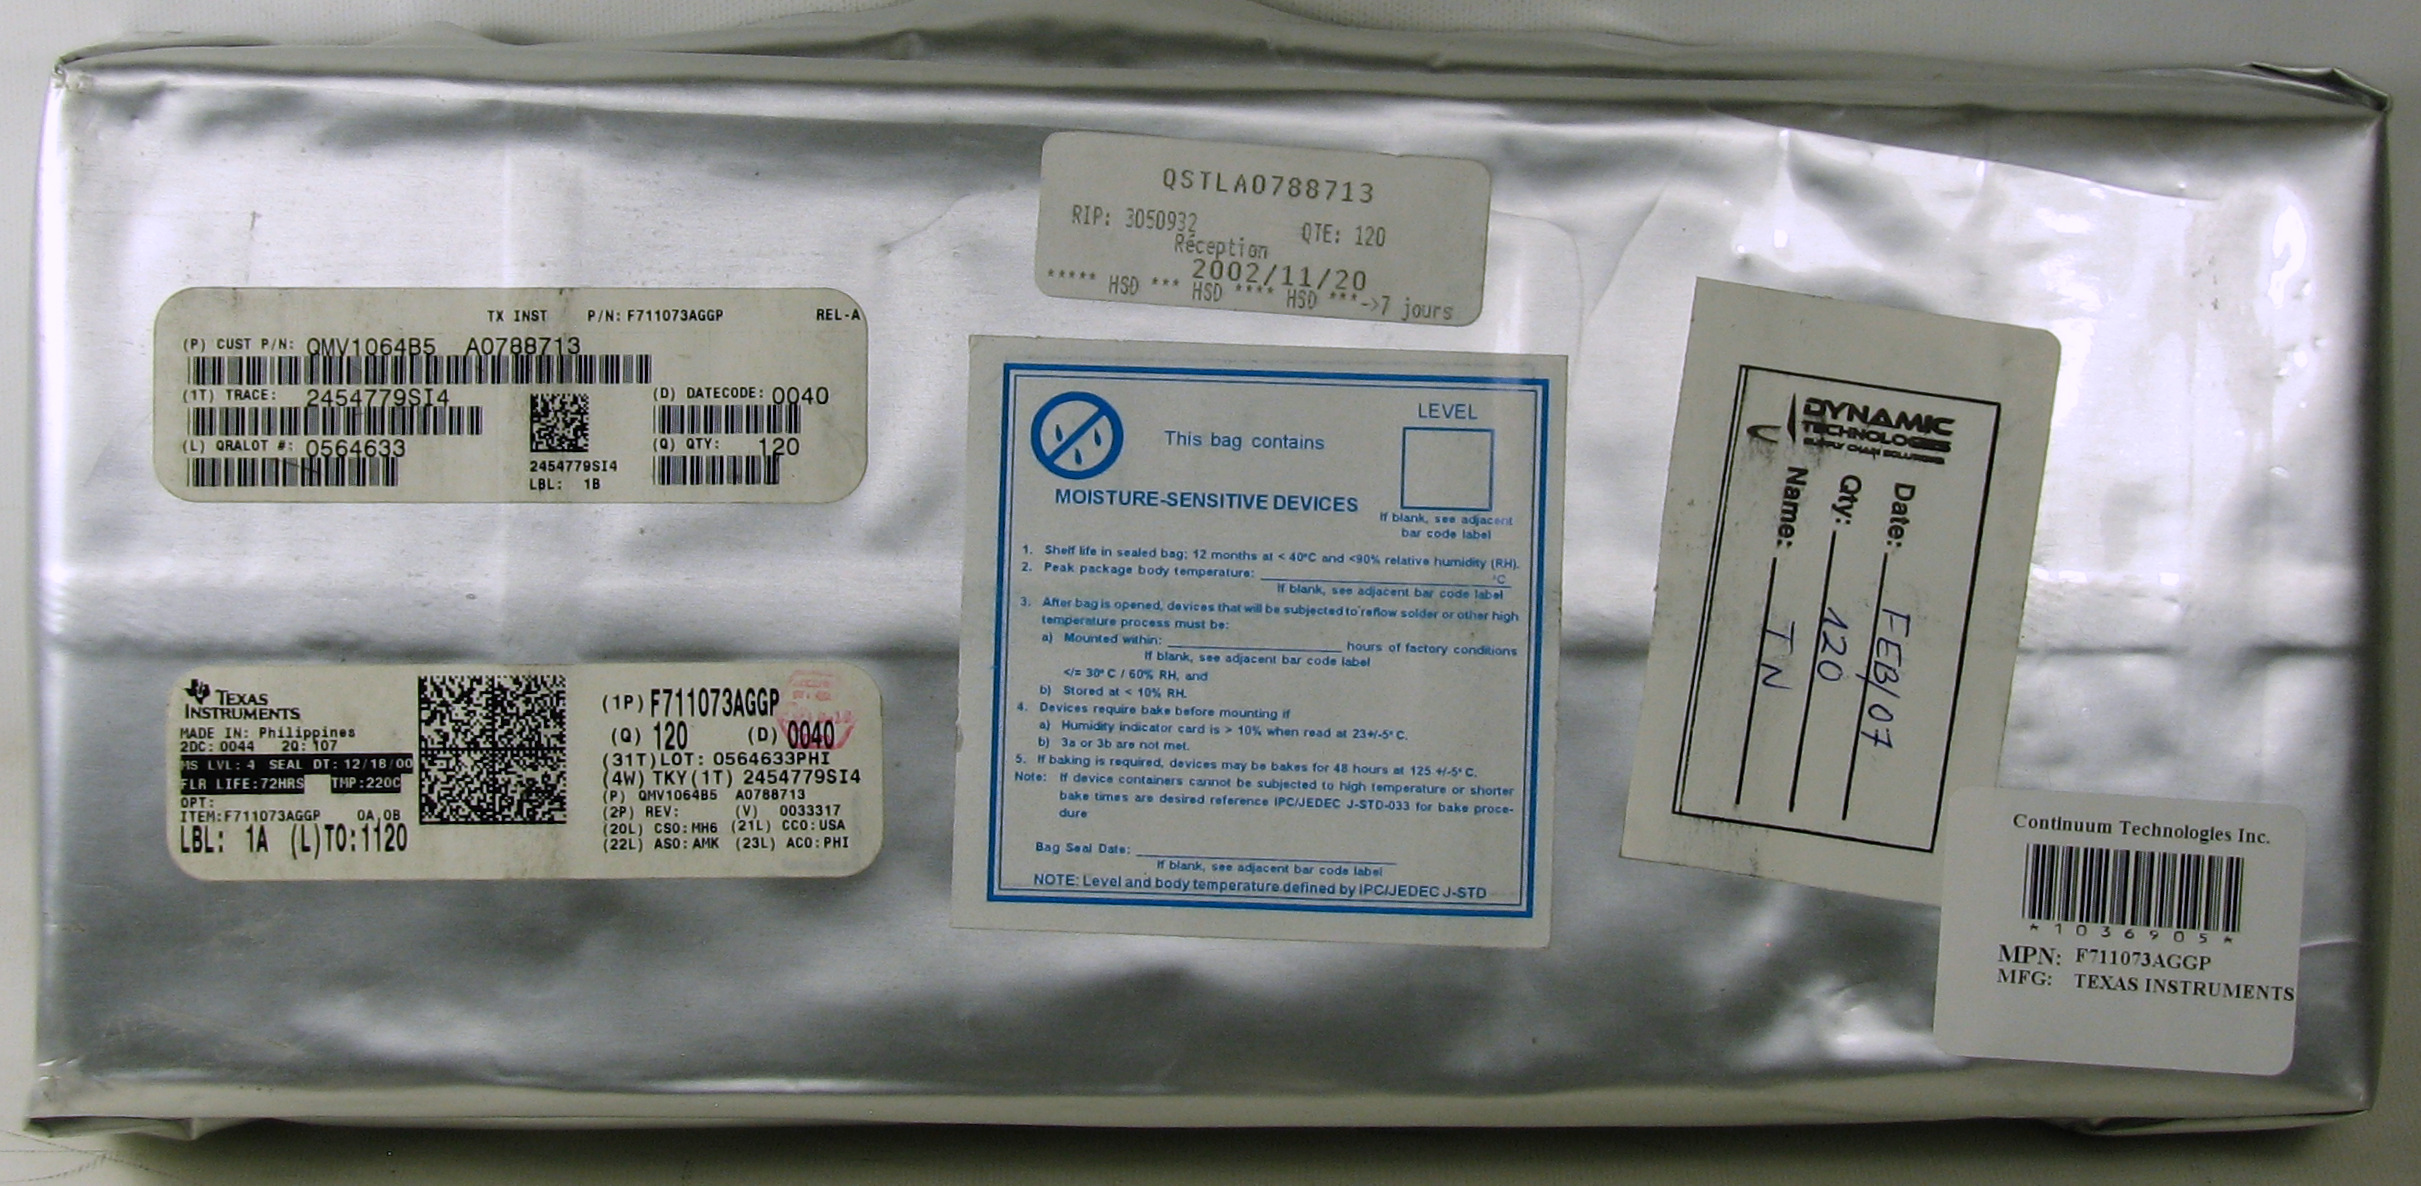 QSTLA0788713
RIP: 3050932 QTE: 120
Réception
2002/11/20
***** HSD *** HSD **** HSD ***->7 jours
TX INST P/N: F711073AGGP REL-A
(P) CUST P/N: QMV1064B5 A0788713
(1T) TRACE: 2454779SI4
(D) DATECODE: 0040
(L) QRALOT #: 0564633
(Q) QTY: 120
2454779SI4
LBL: 1B
TEXAS
INSTRUMENTS
MADE IN: Philippines
2DC: 0044 2Q: 107
MS LVL: 4 SEAL DT: 12/18/00
FLR LIFE: 72HRS TMP: 220C
OPT:
ITEM: F711073AGGP 0A,0B
LBL: 1A (L)TO:1120
(1P) F711073AGGP
(Q) 120 (D) 0040
(31T)LOT: 0564633PHI
(4W) TKY(1T) 2454779SI4
(P) QMV1064B5 A0788713
(2P) REV: (V) 0033317
(20L) CSO: MH6 (21L) CCO: USA
(22L) ASO: AMK (23L) ACO: PHI
LEVEL
This bag contains
MOISTURE-SENSITIVE DEVICES
If blank, see adjacent
bar code label
1. Shelf life in sealed bag: 12 months at < 40°C and <90% relative humidity (RH).
2. Peak package body temperature: °C
If blank, see adjacent bar code label
3. After bag is opened, devices that will be subjected to reflow solder or other high
temperature process must be:
a) Mounted within: hours of factory conditions
If blank, see adjacent bar code label
</= 30° C / 60% RH, and
b) Stored at < 10% RH.
4. Devices require bake before mounting if
a) Humidity indicator card is > 10% when read at 23+/-5° C.
b) 3a or 3b are not met.
5. If baking is required, devices may be bakes for 48 hours at 125 +/-5° C.
Note: If device containers cannot be subjected to high temperature or shorter
bake times are desired reference IPC/JEDEC J-STD-033 for bake proce-
dure
Bag Seal Date:
If blank, see adjacent bar code label
NOTE: Level and body temperature defined by IPC/JEDEC J-STD
DYNAMIC
TECHNOLOGIES
SUPPLY CHAIN SOLUTIONS
Date: FEB/07
Qty: 120
Name: TN
Continuum Technologies Inc.
*1036905*
MPN: F711073AGGP
MFG: TEXAS INSTRUMENTS